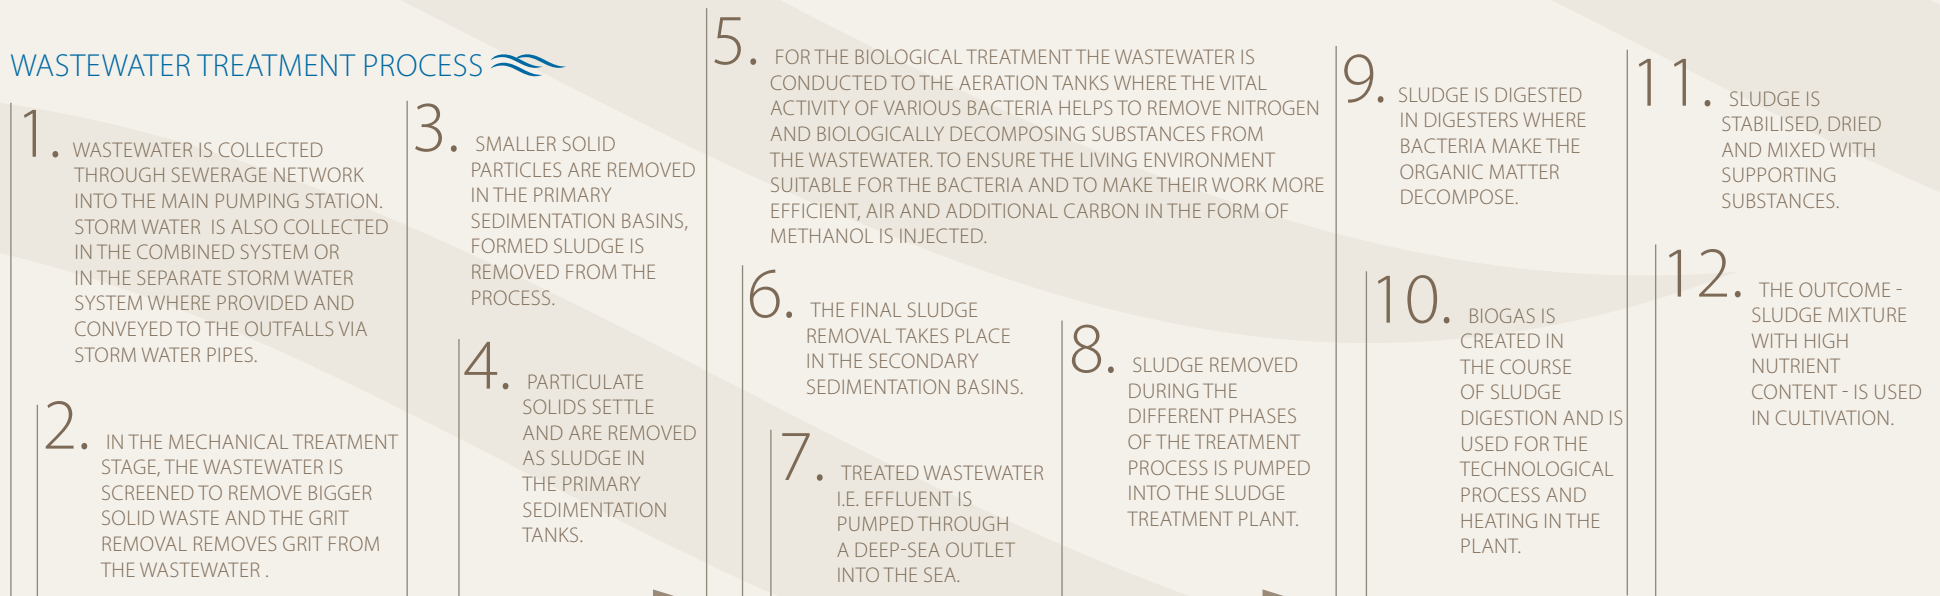 WASTEWATER TREATMENT PROCESS
1. WASTEWATER IS COLLECTED
THROUGH SEWERAGE NETWORK
INTO THE MAIN PUMPING STATION.
STORM WATER IS ALSO COLLECTED
IN THE COMBINED SYSTEM OR
IN THE SEPARATE STORM WATER
SYSTEM WHERE PROVIDED AND
CONVEYED TO THE OUTFALLS VIA
STORM WATER PIPES.
2. IN THE MECHANICAL TREATMENT
STAGE, THE WASTEWATER IS
SCREENED TO REMOVE BIGGER
SOLID WASTE AND THE GRIT
REMOVAL REMOVES GRIT FROM
THE WASTEWATER .
3. SMALLER SOLID
PARTICLES ARE REMOVED
IN THE PRIMARY
SEDIMENTATION BASINS,
FORMED SLUDGE IS
REMOVED FROM THE
PROCESS.
4. PARTICULATE
SOLIDS SETTLE
AND ARE REMOVED
AS SLUDGE IN
THE PRIMARY
SEDIMENTATION
TANKS.
5. FOR THE BIOLOGICAL TREATMENT THE WASTEWATER IS
CONDUCTED TO THE AERATION TANKS WHERE THE VITAL
ACTIVITY OF VARIOUS BACTERIA HELPS TO REMOVE NITROGEN
AND BIOLOGICALLY DECOMPOSING SUBSTANCES FROM
THE WASTEWATER. TO ENSURE THE LIVING ENVIRONMENT
SUITABLE FOR THE BACTERIA AND TO MAKE THEIR WORK MORE
EFFICIENT, AIR AND ADDITIONAL CARBON IN THE FORM OF
METHANOL IS INJECTED.
6. THE FINAL SLUDGE
REMOVAL TAKES PLACE
IN THE SECONDARY
SEDIMENTATION BASINS.
7. TREATED WASTEWATER
I.E. EFFLUENT IS
PUMPED THROUGH
A DEEP-SEA OUTLET
INTO THE SEA.
8. SLUDGE REMOVED
DURING THE
DIFFERENT PHASES
OF THE TREATMENT
PROCESS IS PUMPED
INTO THE SLUDGE
TREATMENT PLANT.
9. SLUDGE IS DIGESTED
IN DIGESTERS WHERE
BACTERIA MAKE THE
ORGANIC MATTER
DECOMPOSE.
10. BIOGAS IS
CREATED IN
THE COURSE
OF SLUDGE
DIGESTION AND IS
USED FOR THE
TECHNOLOGICAL
PROCESS AND
HEATING IN THE
PLANT.
11. SLUDGE IS
STABILISED, DRIED
AND MIXED WITH
SUPPORTING
SUBSTANCES.
12. THE OUTCOME -
SLUDGE MIXTURE
WITH HIGH
NUTRIENT
CONTENT - IS USED
IN CULTIVATION.